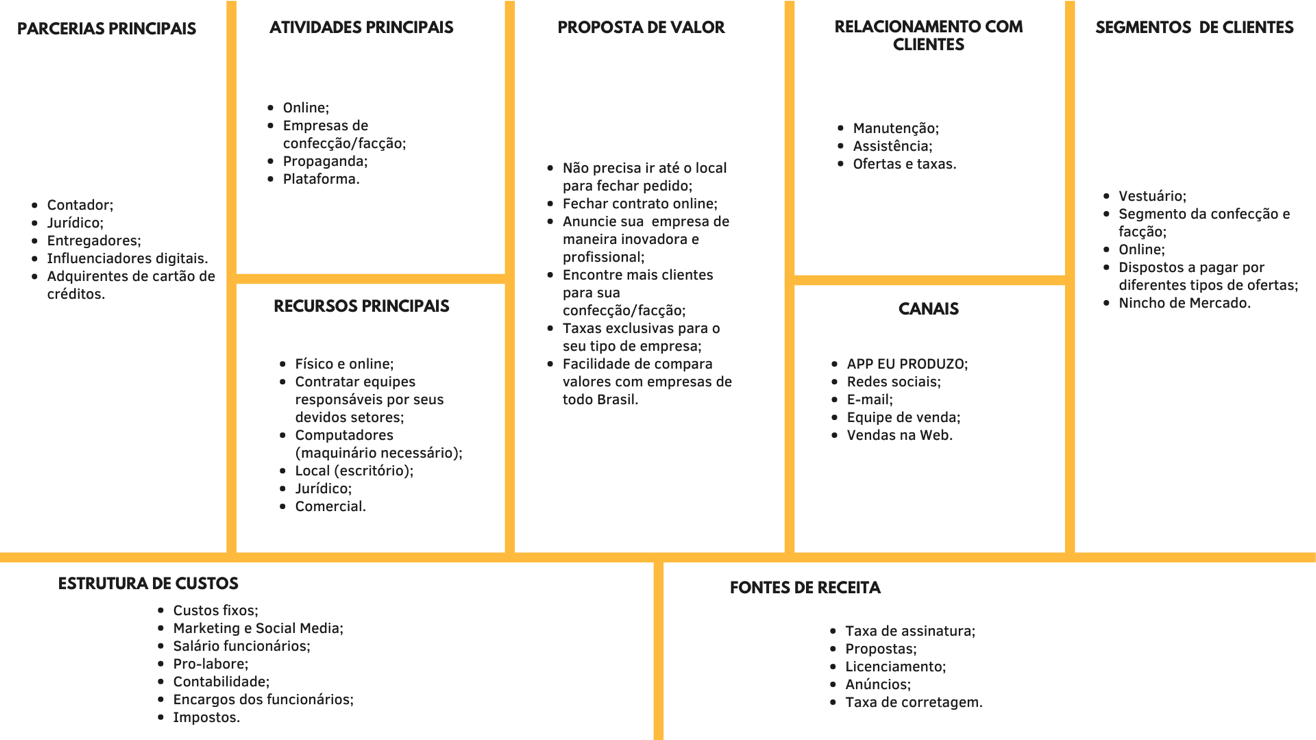 PARCERIAS PRINCIPAIS
Contador;
Jurídico;
Entregadores;
Influenciadores digitais.
Adquirentes de cartão de
créditos.
ATIVIDADES PRINCIPAIS
Online;
Empresas de
confecção/facção;
Propaganda;
Plataforma.
RECURSOS PRINCIPAIS
Físico e online;
Contratar equipes
responsáveis por seus
devidos setores;
Computadores
(maquinário necessário);
Local (escritório);
Jurídico;
Comercial.
PROPOSTA DE VALOR
Não precisa ir até o local
para fechar pedido;
Fechar contrato online;
Anuncie sua  empresa de
maneira inovadora e
profissional;
Encontre mais clientes
para sua
confecção/facção;
Taxas exclusivas para o
seu tipo de empresa;
Facilidade de compara
valores com empresas de
todo Brasil.
RELACIONAMENTO COM
CLIENTES
Manutenção;
Assistência;
Ofertas e taxas.
CANAIS
APP EU PRODUZO;
Redes sociais;
E-mail;
Equipe de venda;
Vendas na Web.
SEGMENTOS  DE CLIENTES
Vestuário;
Segmento da confecção e
facção;
Online;
Dispostos a pagar por
diferentes tipos de ofertas;
Nincho de Mercado.
ESTRUTURA DE CUSTOS
Custos fixos;
Marketing e Social Media;
Salário funcionários;
Pro-labore;
Contabilidade;
Encargos dos funcionários;
Impostos.
FONTES DE RECEITA
Taxa de assinatura;
Propostas;
Licenciamento;
Anúncios;
Taxa de corretagem.